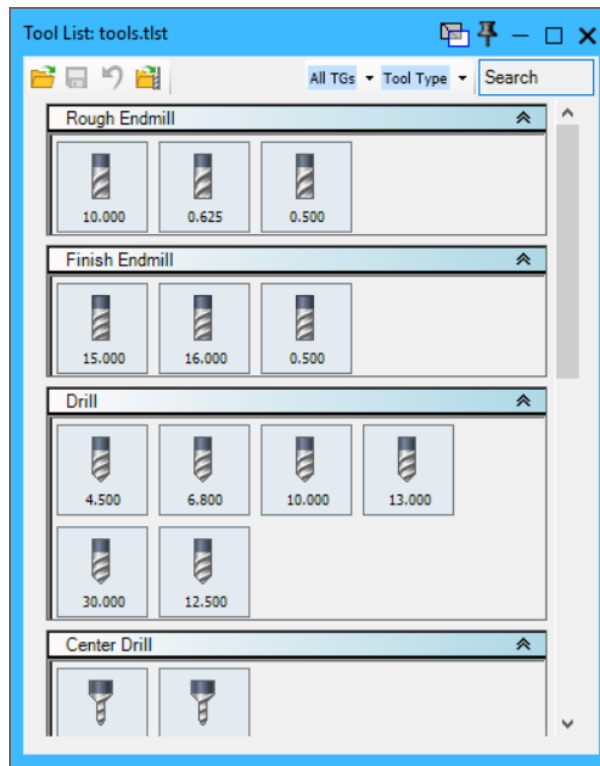 Tool List: tools.tlst
All TGs Tool Type Search
Rough Endmill
10.000 0.625 0.500
Finish Endmill
15.000 16.000 0.500
Drill
4.500 6.800 10.000 13.000
30.000 12.500
Center Drill